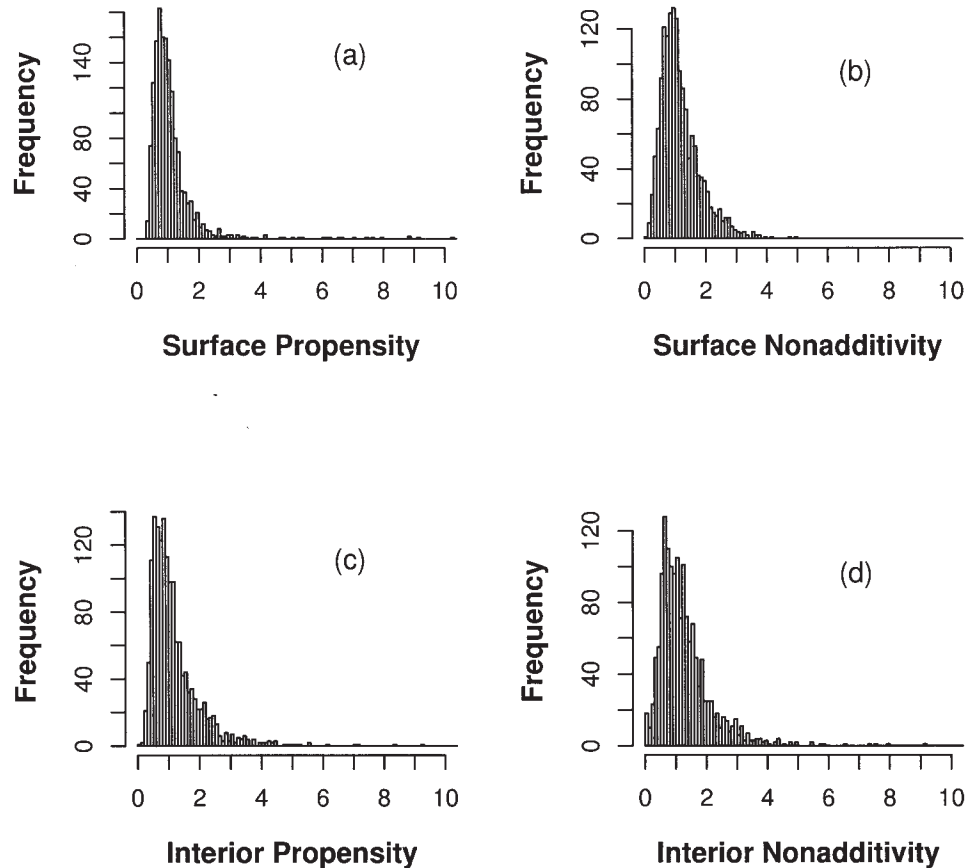 (a)
Frequency
0 40 80 140
0 2 4 6 8 10
Surface Propensity
(b)
Frequency
0 40 80 120
0 2 4 6 8 10
Surface Nonadditivity
(c)
Frequency
0 40 80 120
0 2 4 6 8 10
Interior Propensity
(d)
Frequency
0 40 80 120
0 2 4 6 8 10
Interior Nonadditivity